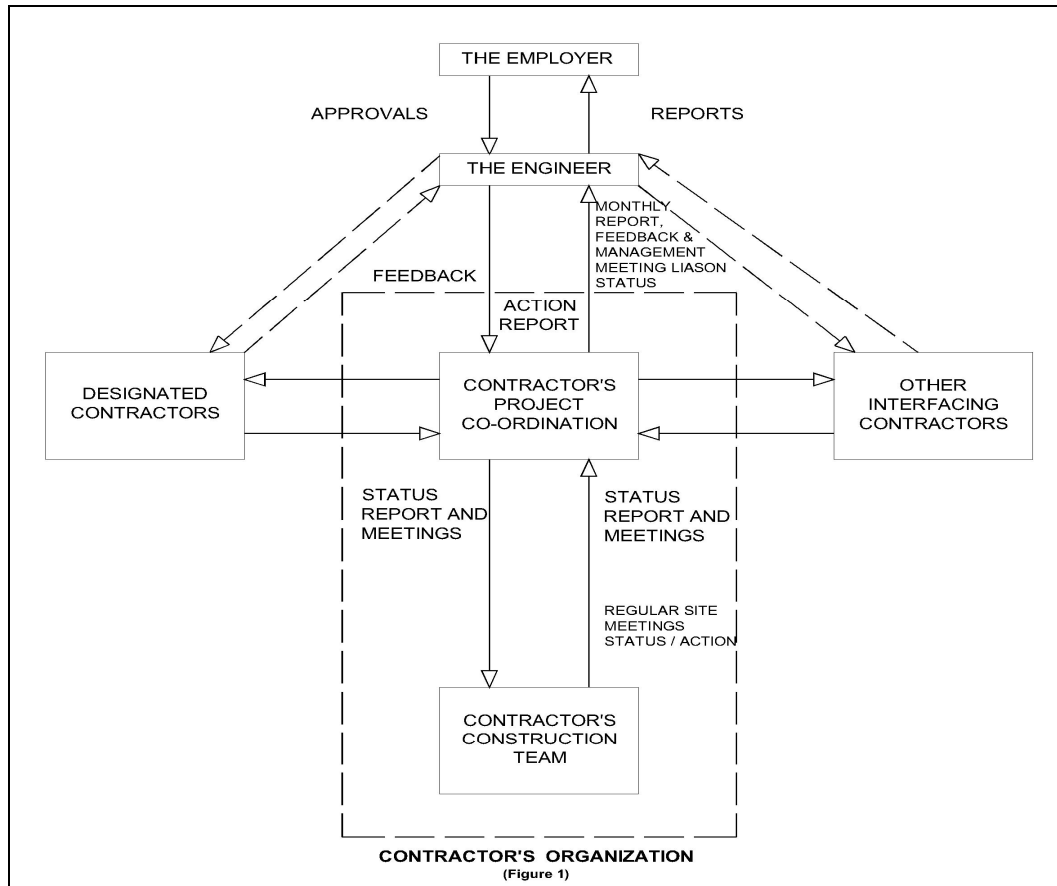 THE EMPLOYER
APPROVALS
REPORTS
THE ENGINEER
MONTHLY
REPORT,
FEEDBACK &
MANAGEMENT
MEETING LIASON
STATUS
FEEDBACK
ACTION
REPORT
DESIGNATED
CONTRACTORS
CONTRACTOR'S
PROJECT
CO-ORDINATION
OTHER
INTERFACING
CONTRACTORS
STATUS
REPORT AND
MEETINGS
STATUS
REPORT AND
MEETINGS
REGULAR SITE
MEETINGS
STATUS / ACTION
CONTRACTOR'S
CONSTRUCTION
TEAM
CONTRACTOR'S ORGANIZATION
(Figure 1)